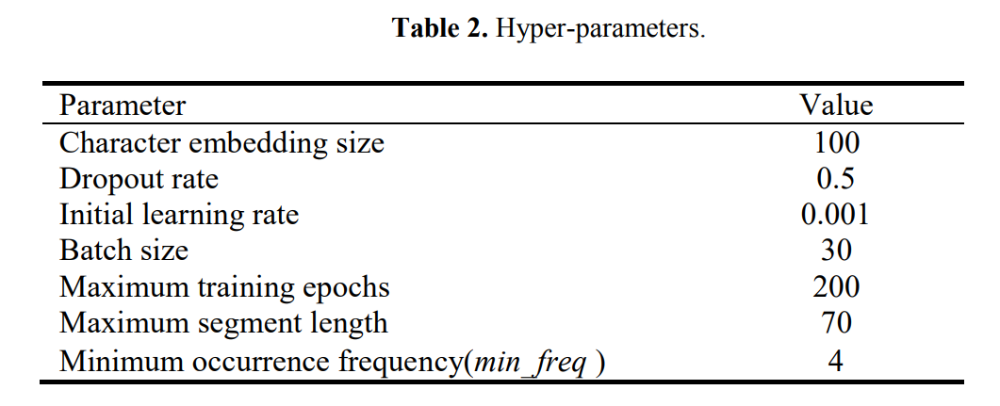 Table 2. Hyper-parameters.
Parameter Value
Character embedding size 100
Dropout rate 0.5
Initial learning rate 0.001
Batch size 30
Maximum training epochs 200
Maximum segment length 70
Minimum occurrence frequency(min_freq ) 4